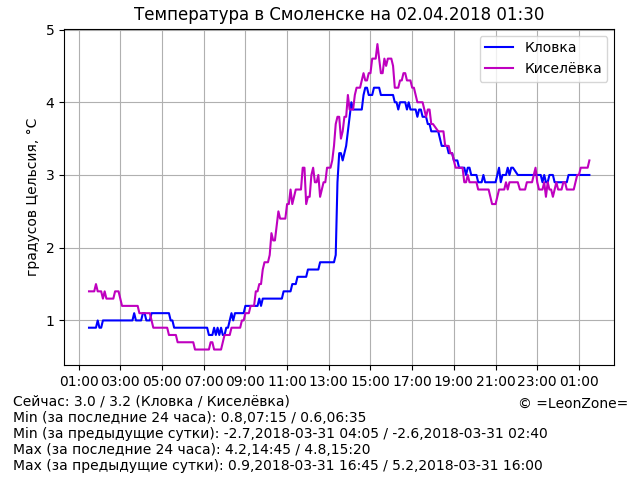 Температура в Смоленске на 02.04.2018 01:30
Кловка
Киселёвка
градусов Цельсия, °C
5
4
3
2
1
01:00 03:00 05:00 07:00 09:00 11:00 13:00 15:00 17:00 19:00 21:00 23:00 01:00
Сейчас: 3.0 / 3.2 (Кловка / Киселёвка)
© =LeonZone=
Min (за последние 24 часа): 0.8,07:15 / 0.6,06:35
Min (за предыдущие сутки): -2.7,2018-03-31 04:05 / -2.6,2018-03-31 02:40
Max (за последние 24 часа): 4.2,14:45 / 4.8,15:20
Max (за предыдущие сутки): 0.9,2018-03-31 16:45 / 5.2,2018-03-31 16:00